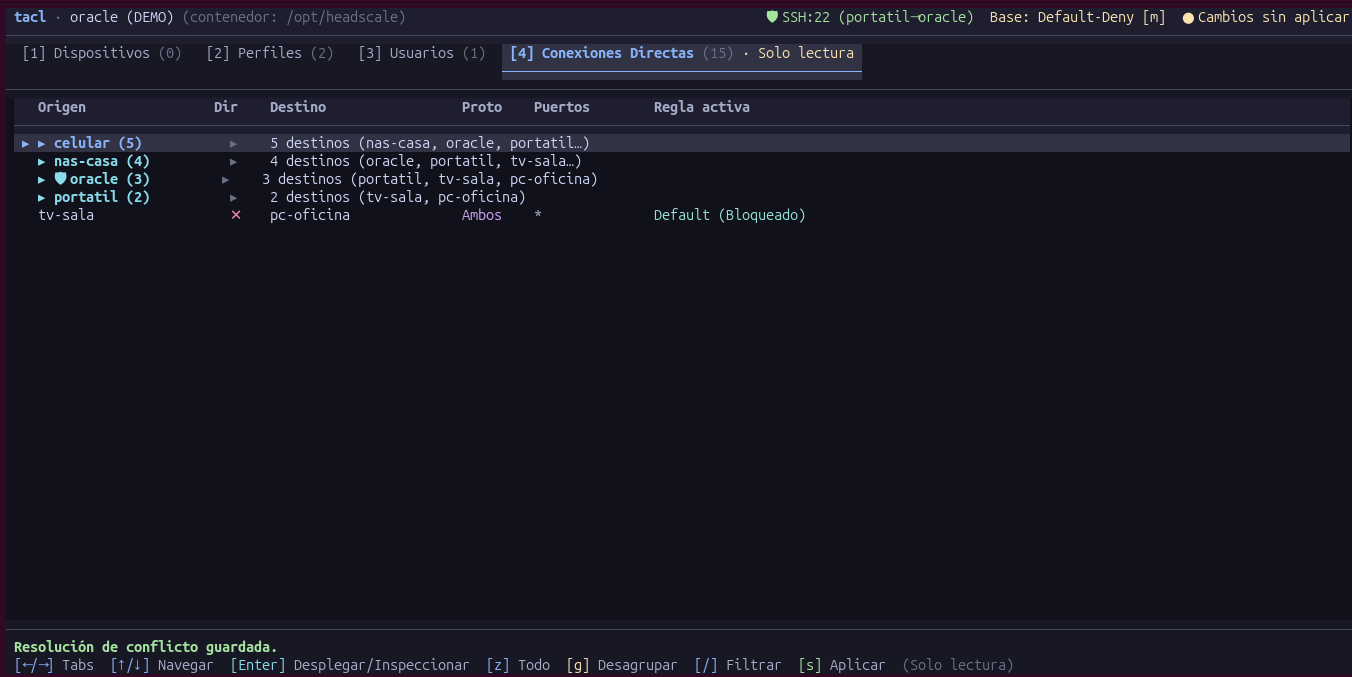 tacl · oracle (DEMO) (contenedor: /opt/headscale) SSH:22 (portatil→oracle) Base: Default-Deny [m] ● Cambios sin aplicar
[1] Dispositivos (0) [2] Perfiles (2) [3] Usuarios (1) [4] Conexiones Directas (15) · Solo lectura
Origen Dir Destino Proto Puertos Regla activa
▶ ▶ celular (5) ▶ 5 destinos (nas-casa, oracle, portatil…)
▶ nas-casa (4) ▶ 4 destinos (oracle, portatil, tv-sala…)
▶ oracle (3) ▶ 3 destinos (portatil, tv-sala, pc-oficina)
▶ portatil (2) ▶ 2 destinos (tv-sala, pc-oficina)
tv-sala ✕ pc-oficina Ambos * Default (Bloqueado)
Resolución de conflicto guardada.
[←/→] Tabs [↑/↓] Navegar [Enter] Desplegar/Inspeccionar [z] Todo [g] Desagrupar [/] Filtrar [s] Aplicar (Solo lectura)